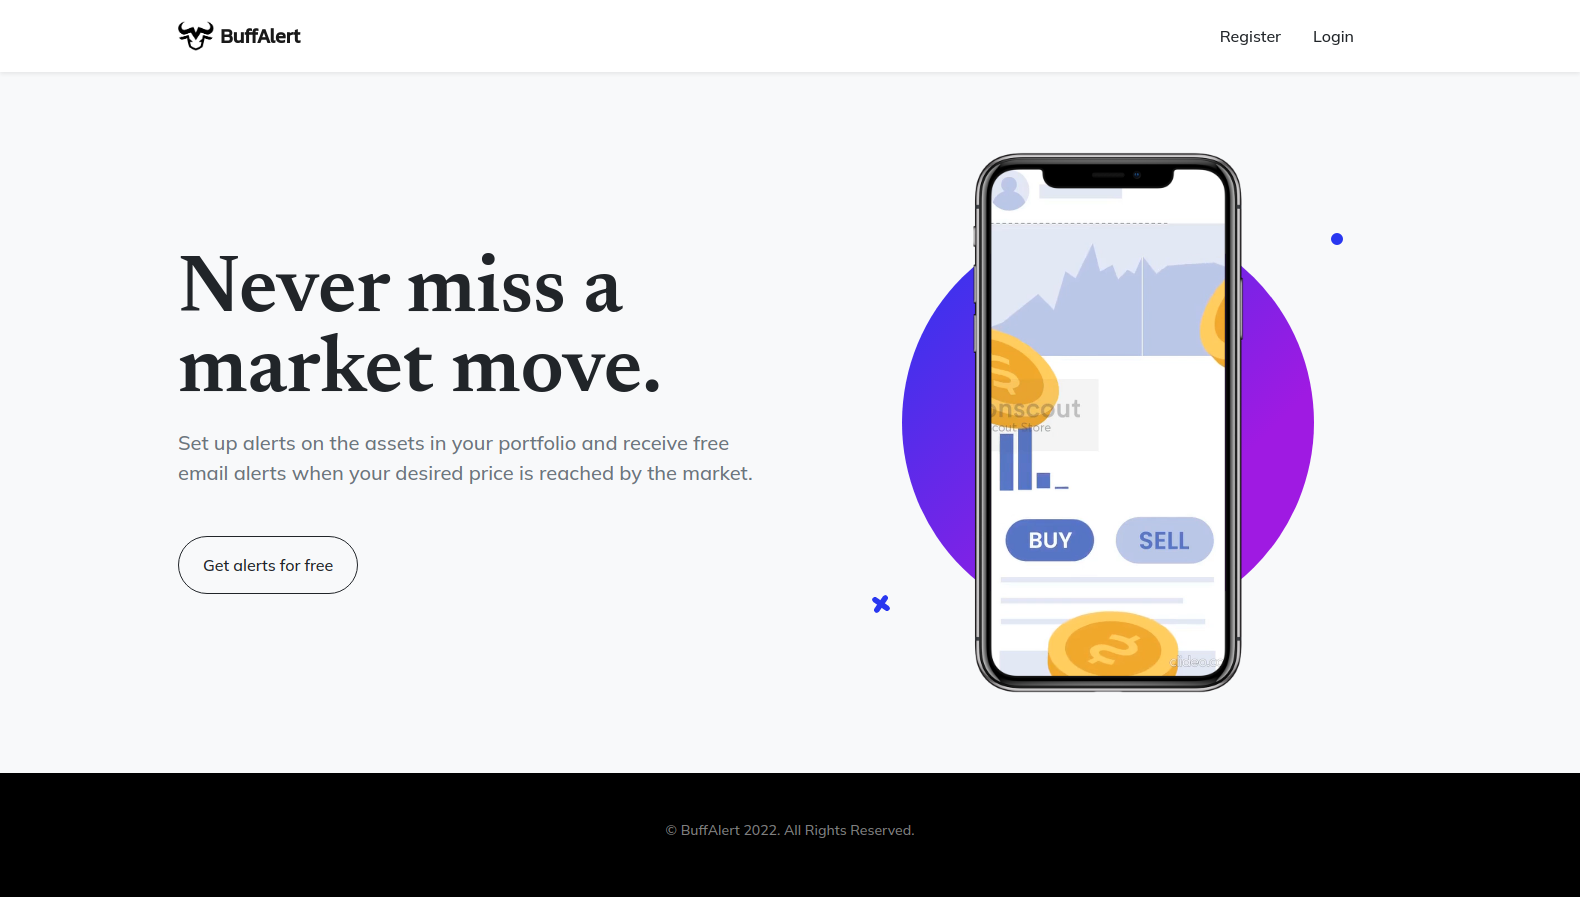 BuffAlert
Register
Login
Never miss a
market move.
Set up alerts on the assets in your portfolio and receive free
email alerts when your desired price is reached by the market.
Get alerts for free
onscout
cout Store
BUY
SELL
© BuffAlert 2022. All Rights Reserved.